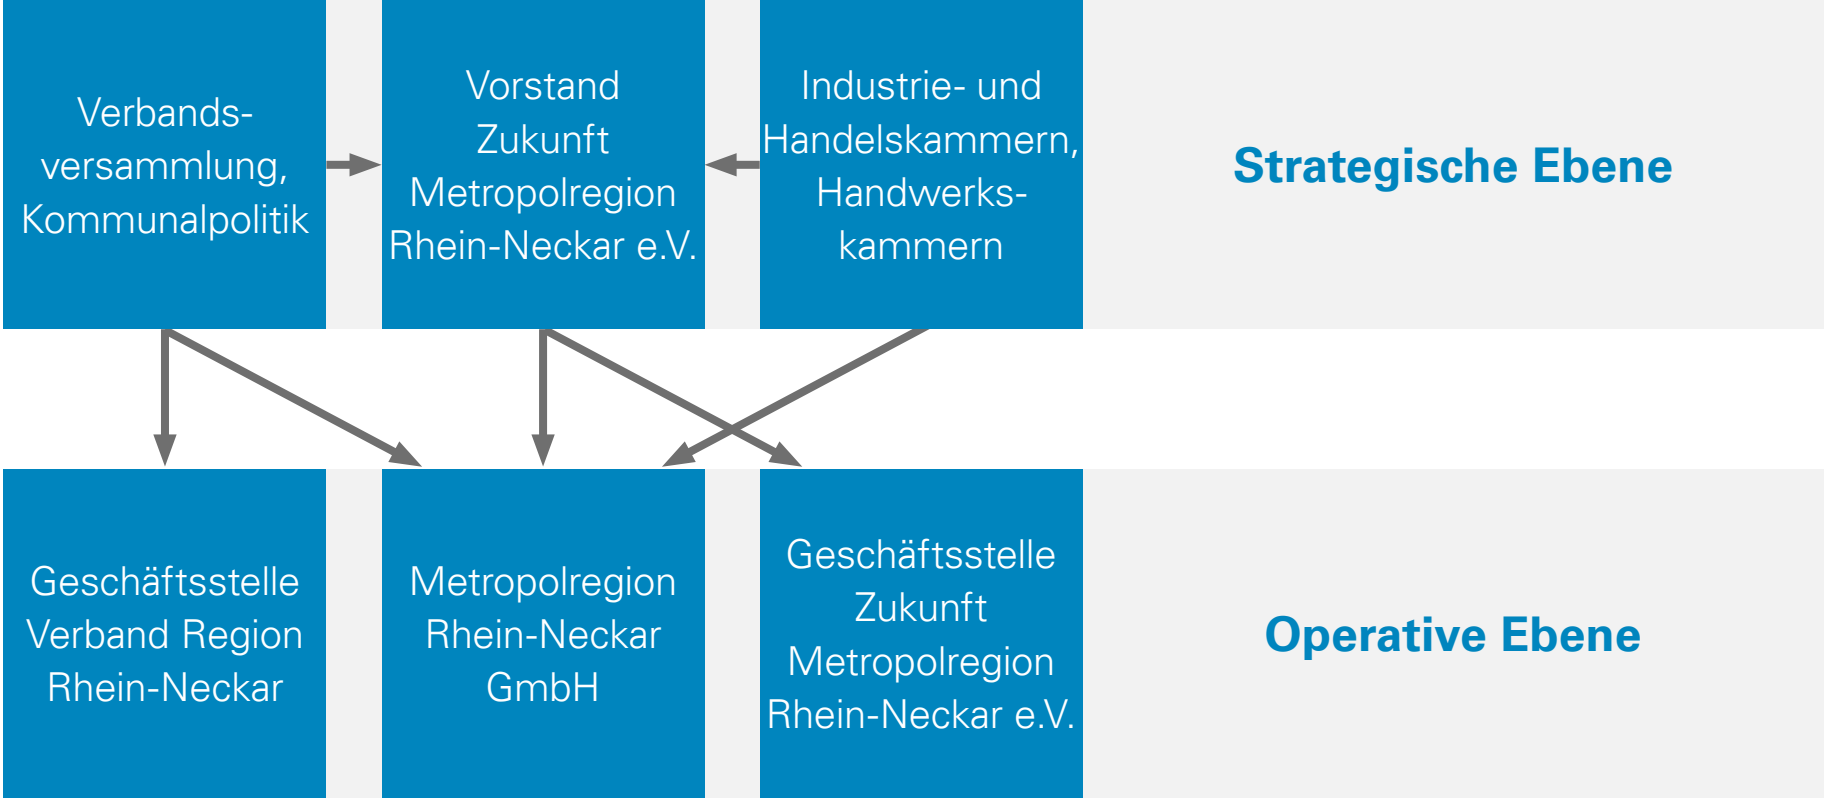 Verbands-
versammlung,
Kommunalpolitik
Vorstand
Zukunft
Metropolregion
Rhein-Neckar e.V.
Industrie- und
Handelskammern,
Handwerks-
kammern
Strategische Ebene
Geschäftsstelle
Verband Region
Rhein-Neckar
Metropolregion
Rhein-Neckar
GmbH
Geschäftsstelle
Zukunft
Metropolregion
Rhein-Neckar e.V.
Operative Ebene